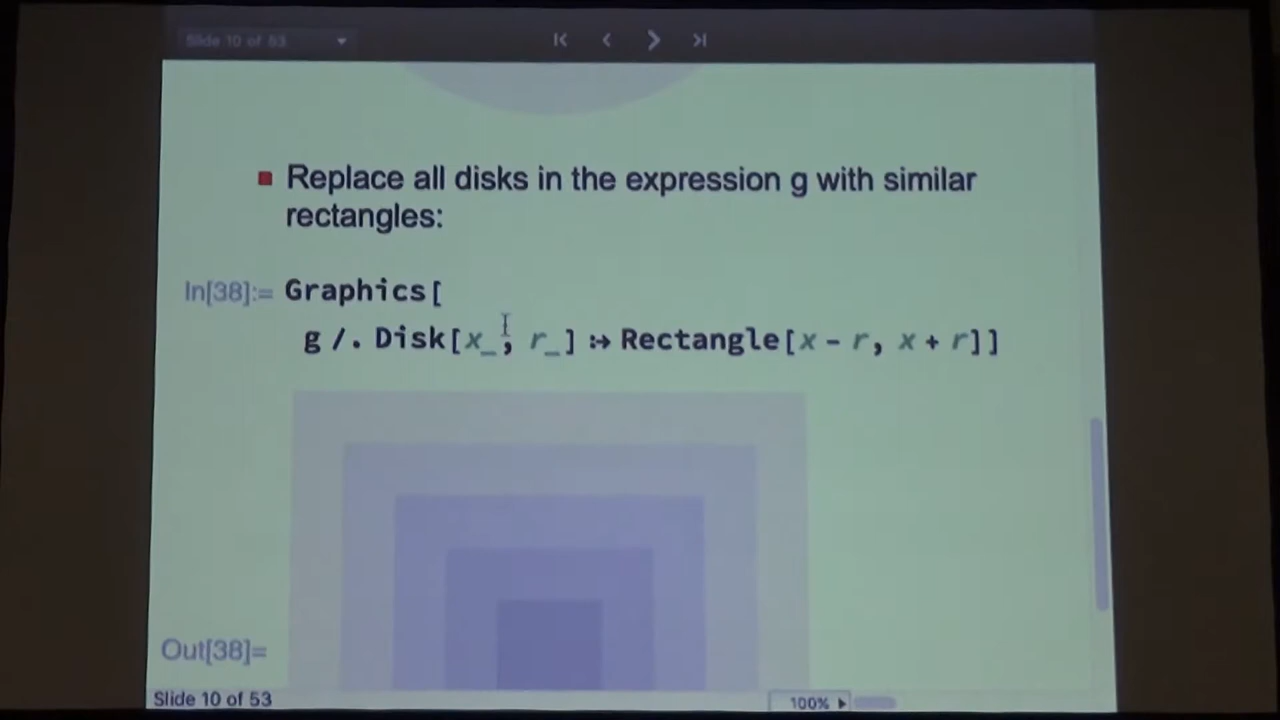 Slide 10 of 53
Replace all disks in the expression g with similar
rectangles:
In[38]:= Graphics[
g /. Disk[x_, r_] :→ Rectangle[x - r, x + r]]
Out[38]=
Slide 10 of 53
100%